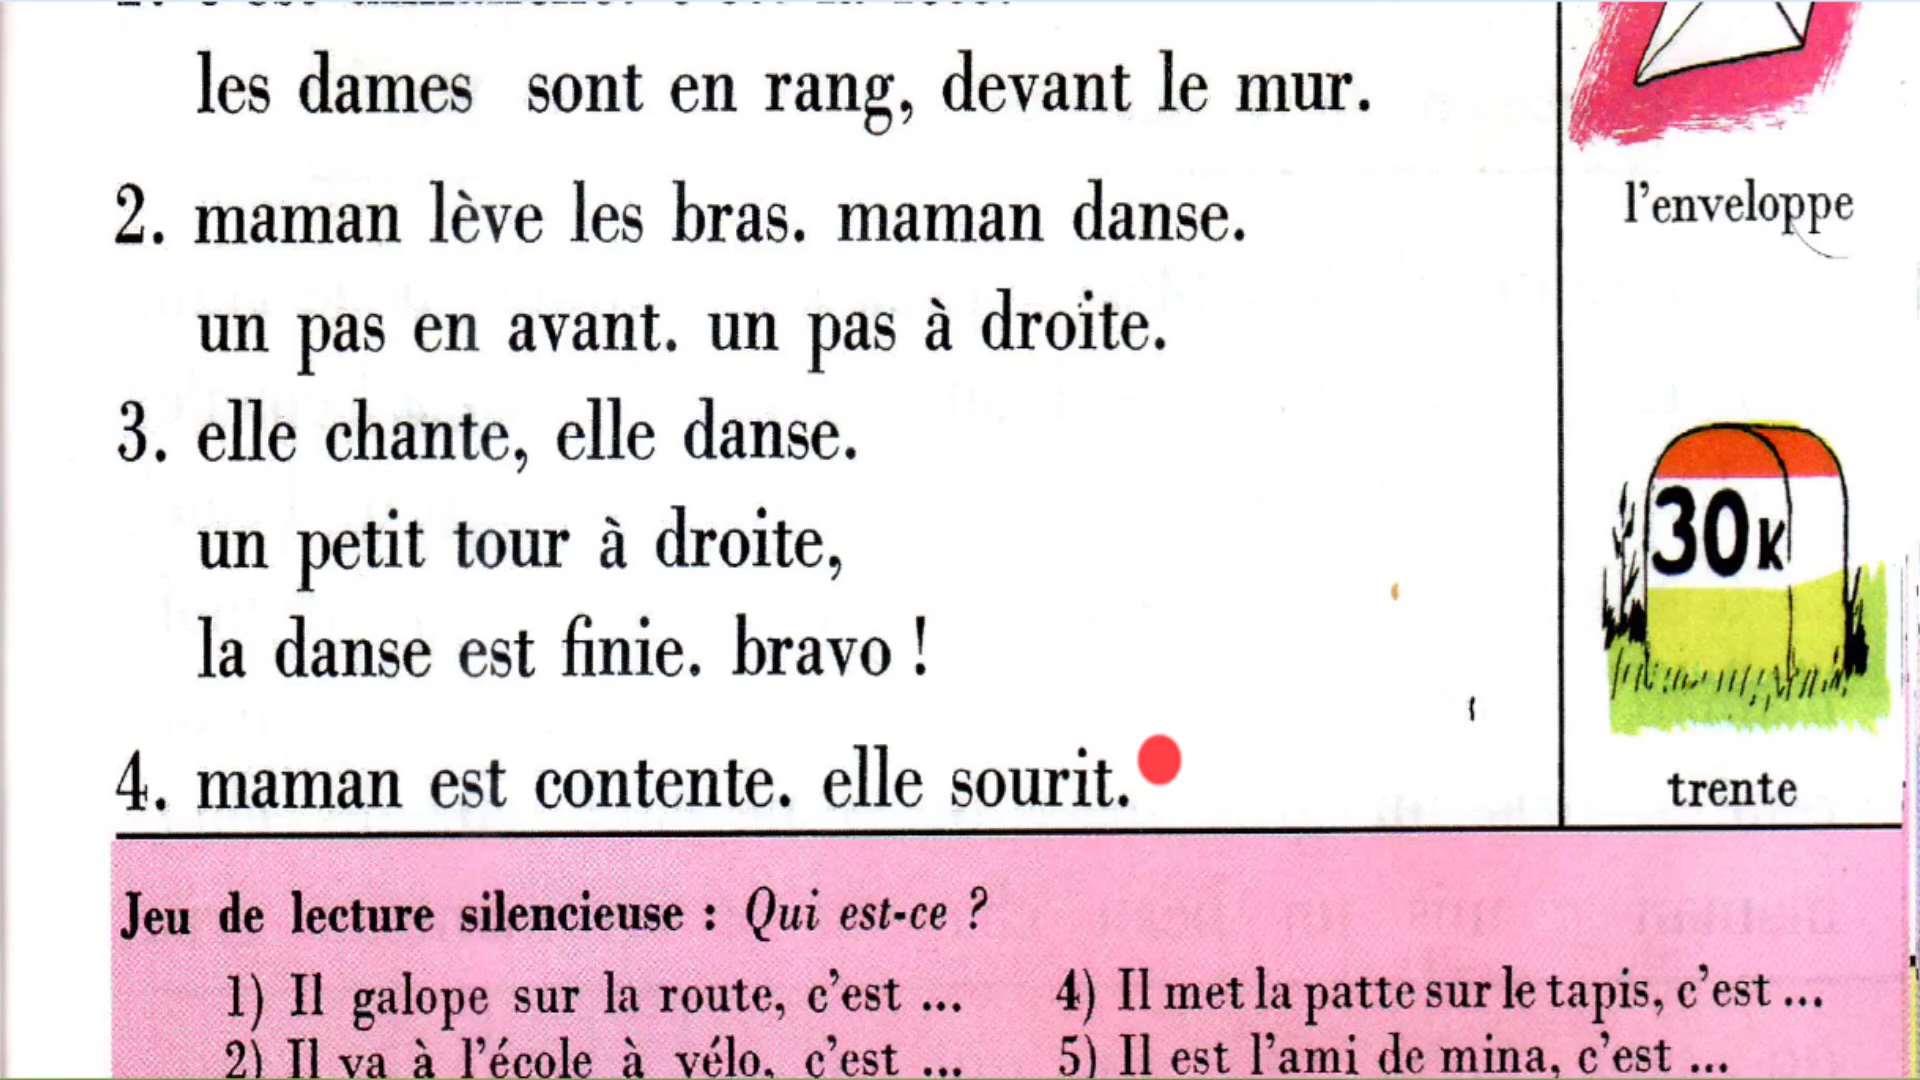 les dames sont en rang, devant le mur.
2. maman lève les bras. maman danse.
un pas en avant. un pas à droite.
3. elle chante, elle danse.
un petit tour à droite,
la danse est finie. bravo !
4. maman est contente. elle sourit.
l'enveloppe
30K
trente
Jeu de lecture silencieuse : Qui est-ce ?
1) Il galope sur la route, c'est ...
2) Il va à l'école à vélo, c'est ...
4) Il met la patte sur le tapis, c'est ...
5) Il est l'ami de mina, c'est ...